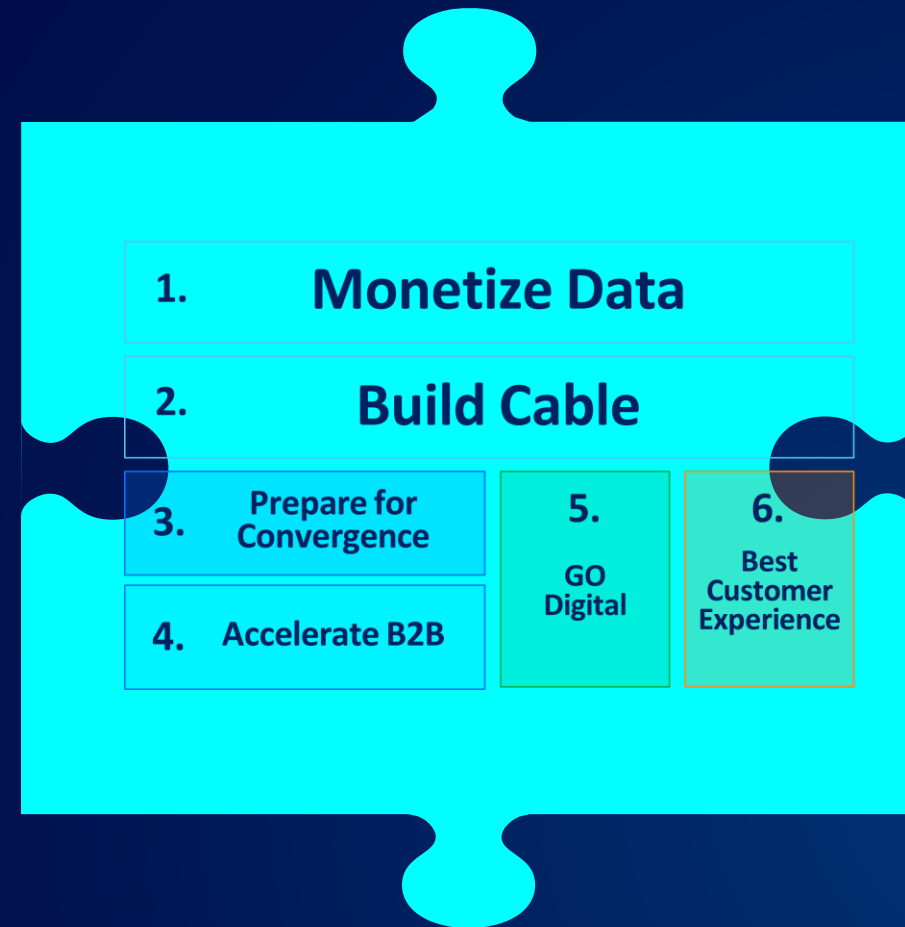 1. Monetize Data
2. Build Cable
3. Prepare for
Convergence
4. Accelerate B2B
5.
GO
Digital
6.
Best
Customer
Experience